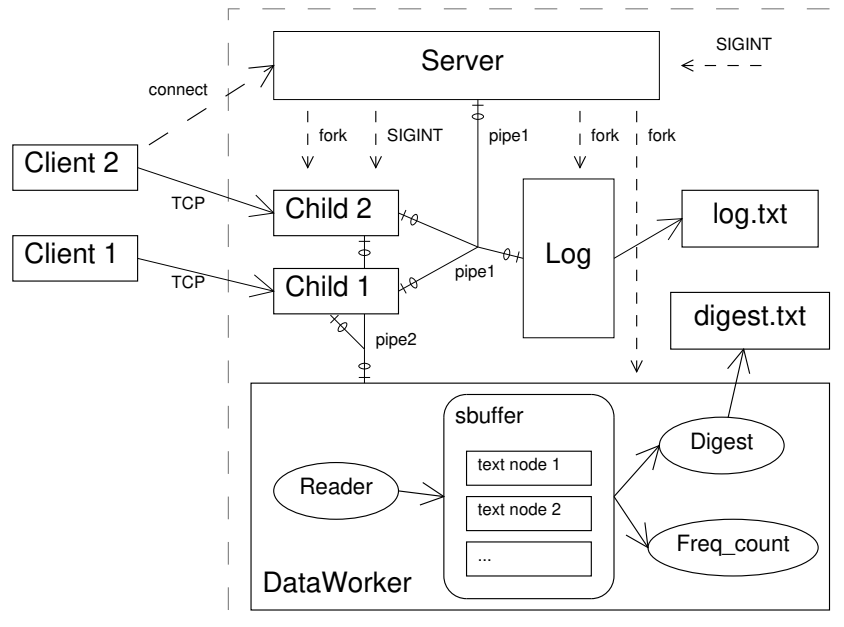 SIGINT
Server
connect
fork
SIGINT
pipe1
fork
fork
Client 2
TCP
Child 2
log.txt
Client 1
Log
TCP
Child 1
pipe1
digest.txt
pipe2
sbuffer
Digest
text node 1
Reader
text node 2
Freq_count
...
DataWorker